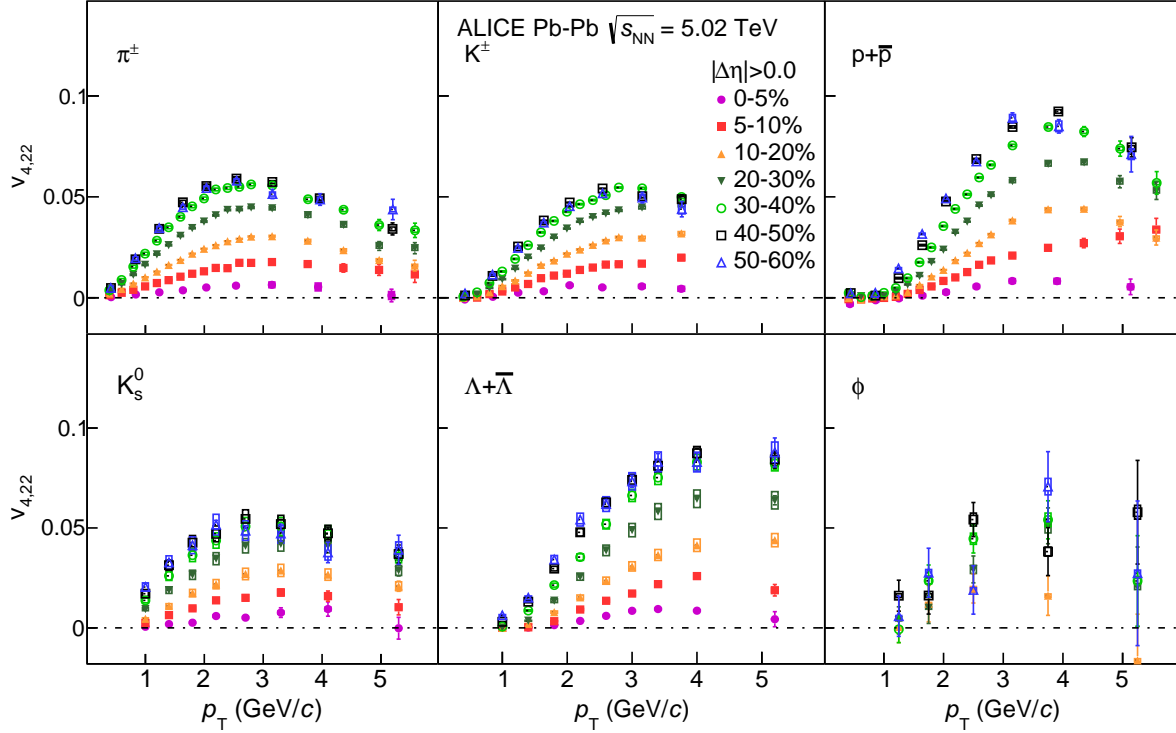 ALICE Pb-Pb √s_NN = 5.02 TeV
π±
K±
p+p̅
|Δη|>0.0
0-5%
5-10%
10-20%
20-30%
30-40%
40-50%
50-60%
v4,22
0.1
0.05
0
K⁰s
Λ+Λ̅
ϕ
v4,22
0.1
0.05
0
1 2 3 4 5
1 2 3 4 5
1 2 3 4 5
pT (GeV/c)
pT (GeV/c)
pT (GeV/c)